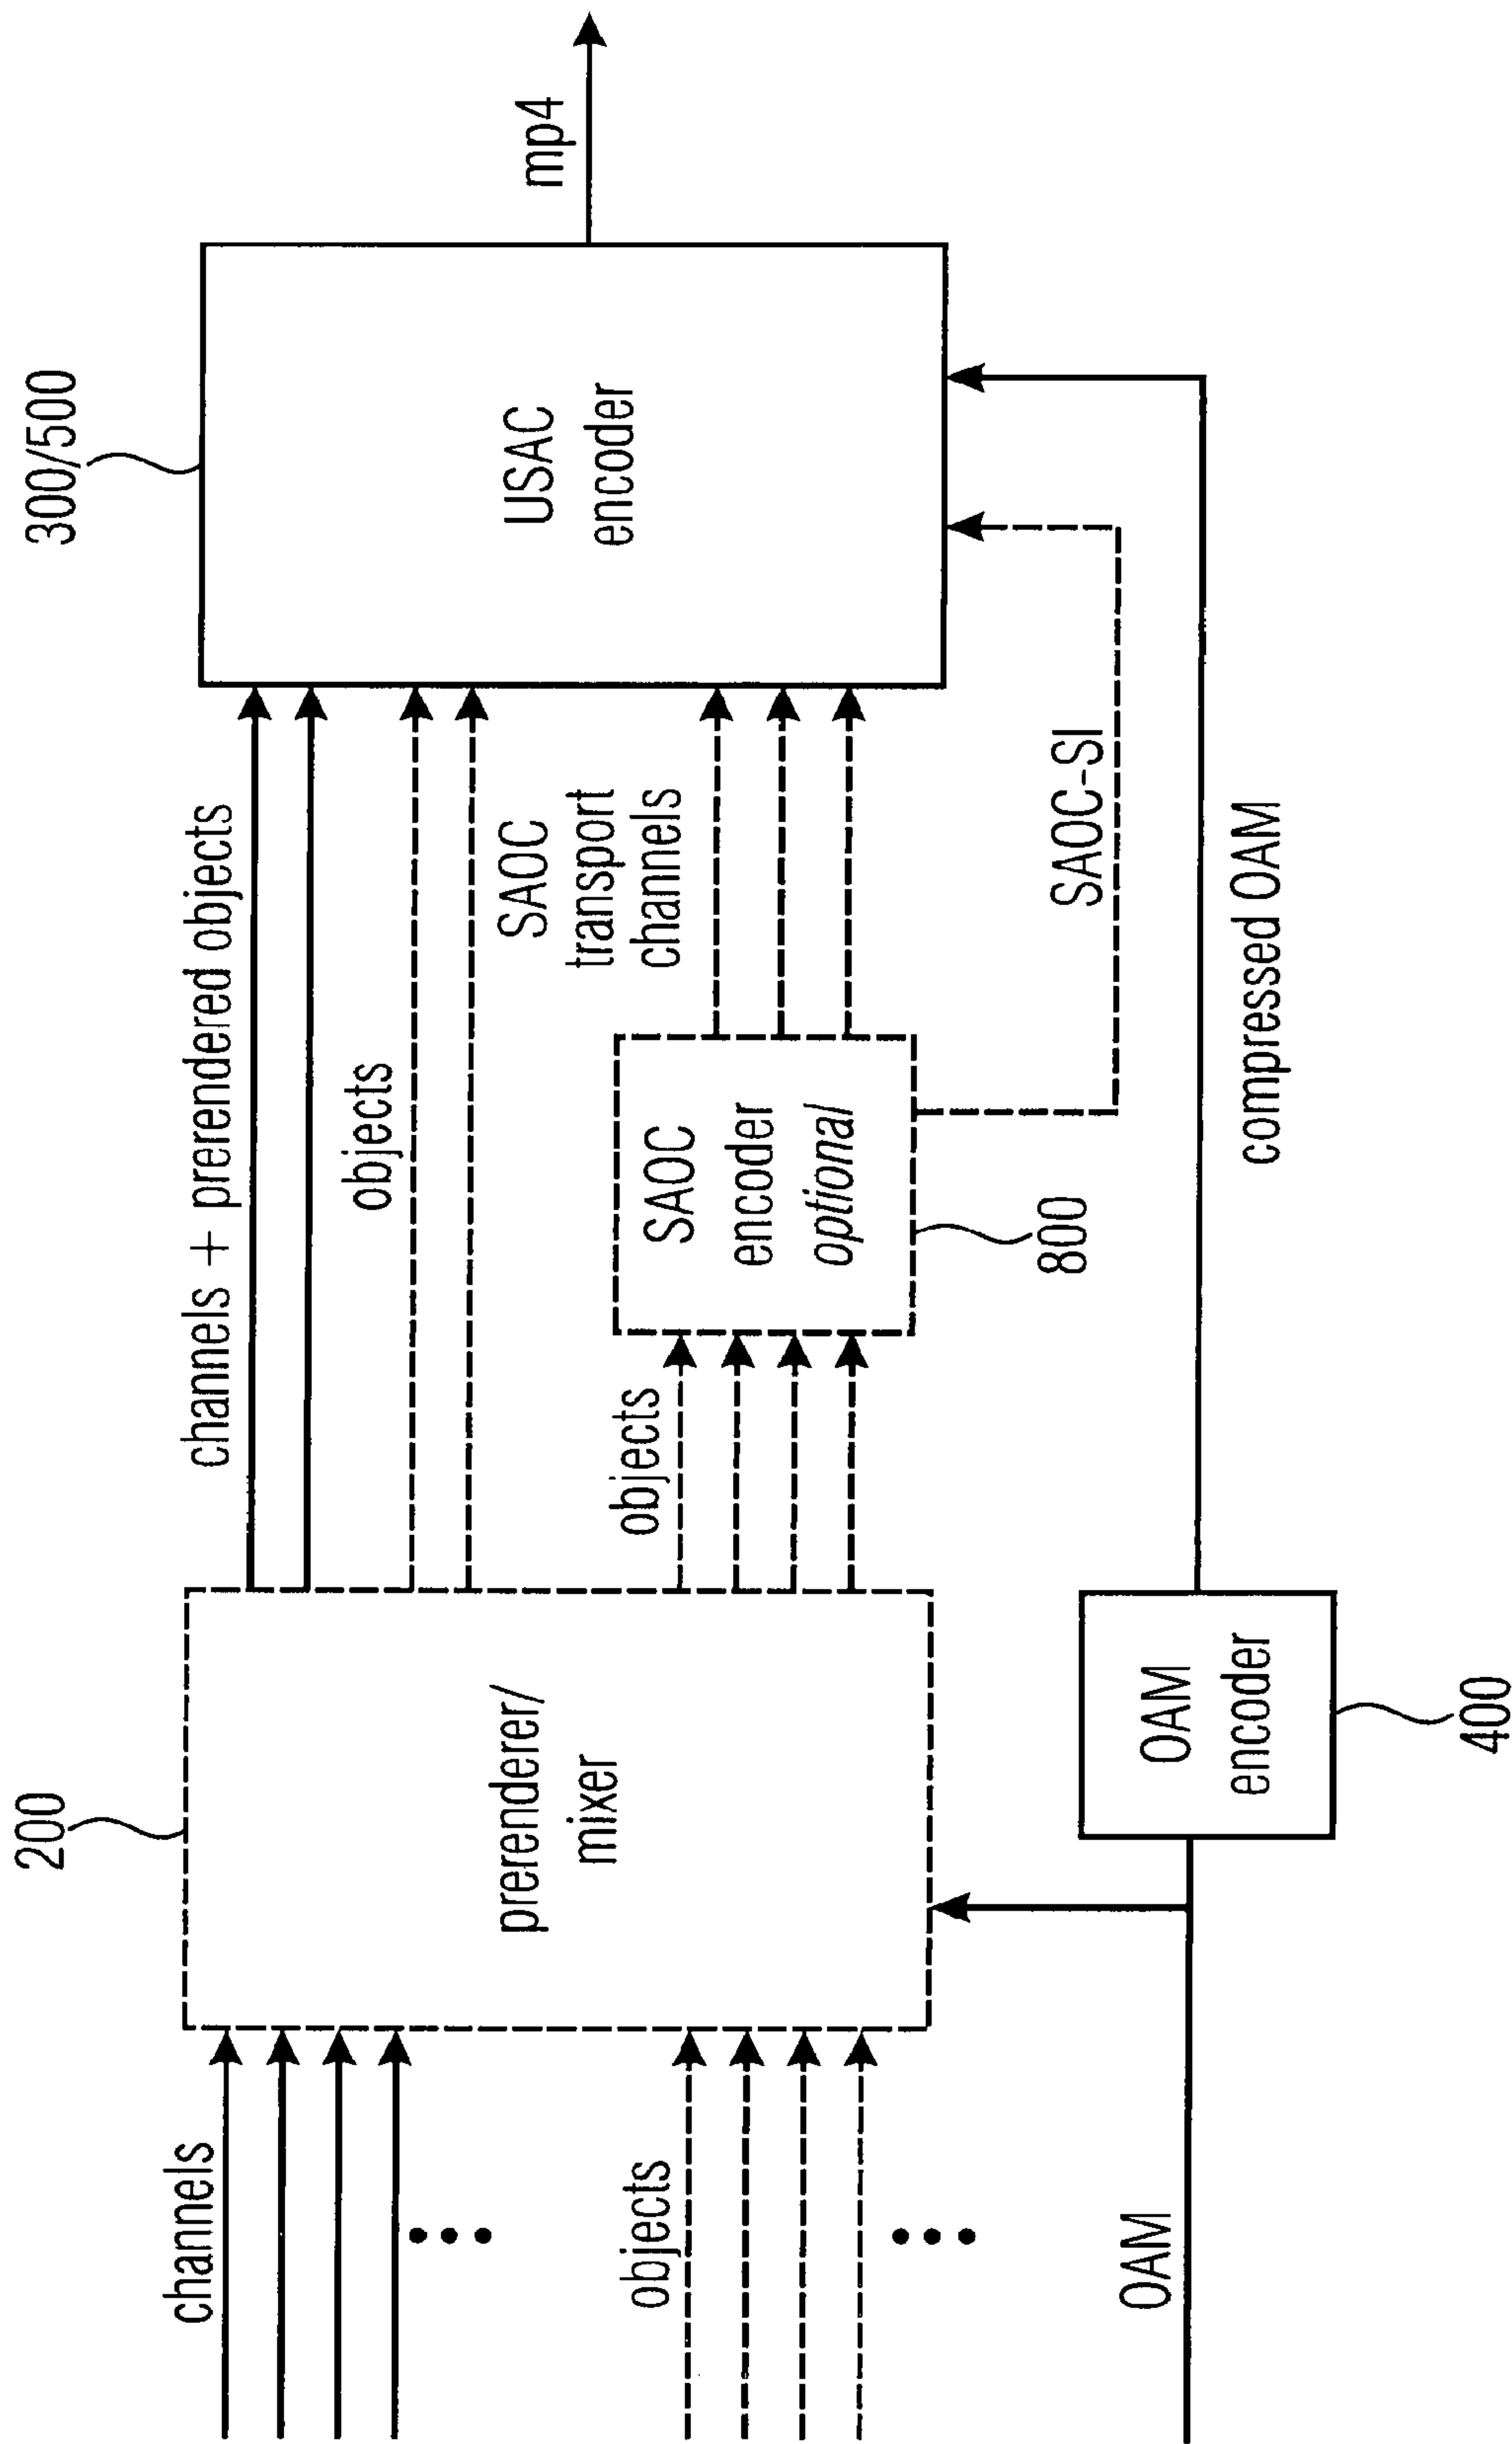 channels
objects
OAM
200
prerenderer/
mixer
OAM
encoder
400
channels + prerendered objects
objects
objects
SAOC
encoder
optional
800
SAOC
transport
channels
SAOC-SI
compressed OAM
300/500
USAC
encoder
mp4